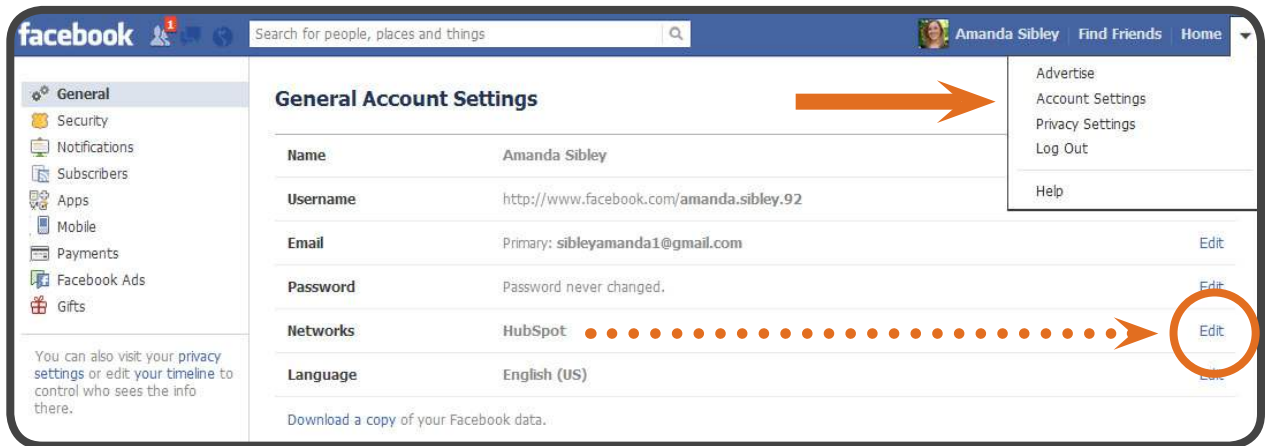 facebook 1 Search for people, places and things Amanda Sibley Find Friends Home
Advertise
Account Settings
Privacy Settings
Log Out
Help
General
Security
Notifications
Subscribers
Apps
Mobile
Payments
Facebook Ads
Gifts
You can also visit your privacy
settings or edit your timeline to
control who sees the info
there.
General Account Settings
Name Amanda Sibley
Username http://www.facebook.com/amanda.sibley.92
Email Primary: sibleyamanda1@gmail.com Edit
Password Password never changed. Edit
Networks HubSpot Edit
Language English (US) Edit
Download a copy of your Facebook data.